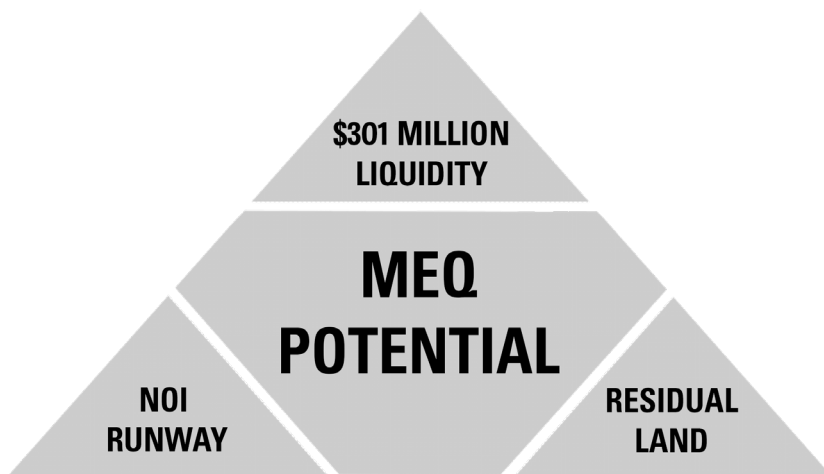 $301 MILLION
LIQUIDITY
MEQ
POTENTIAL
NOI
RUNWAY
RESIDUAL
LAND